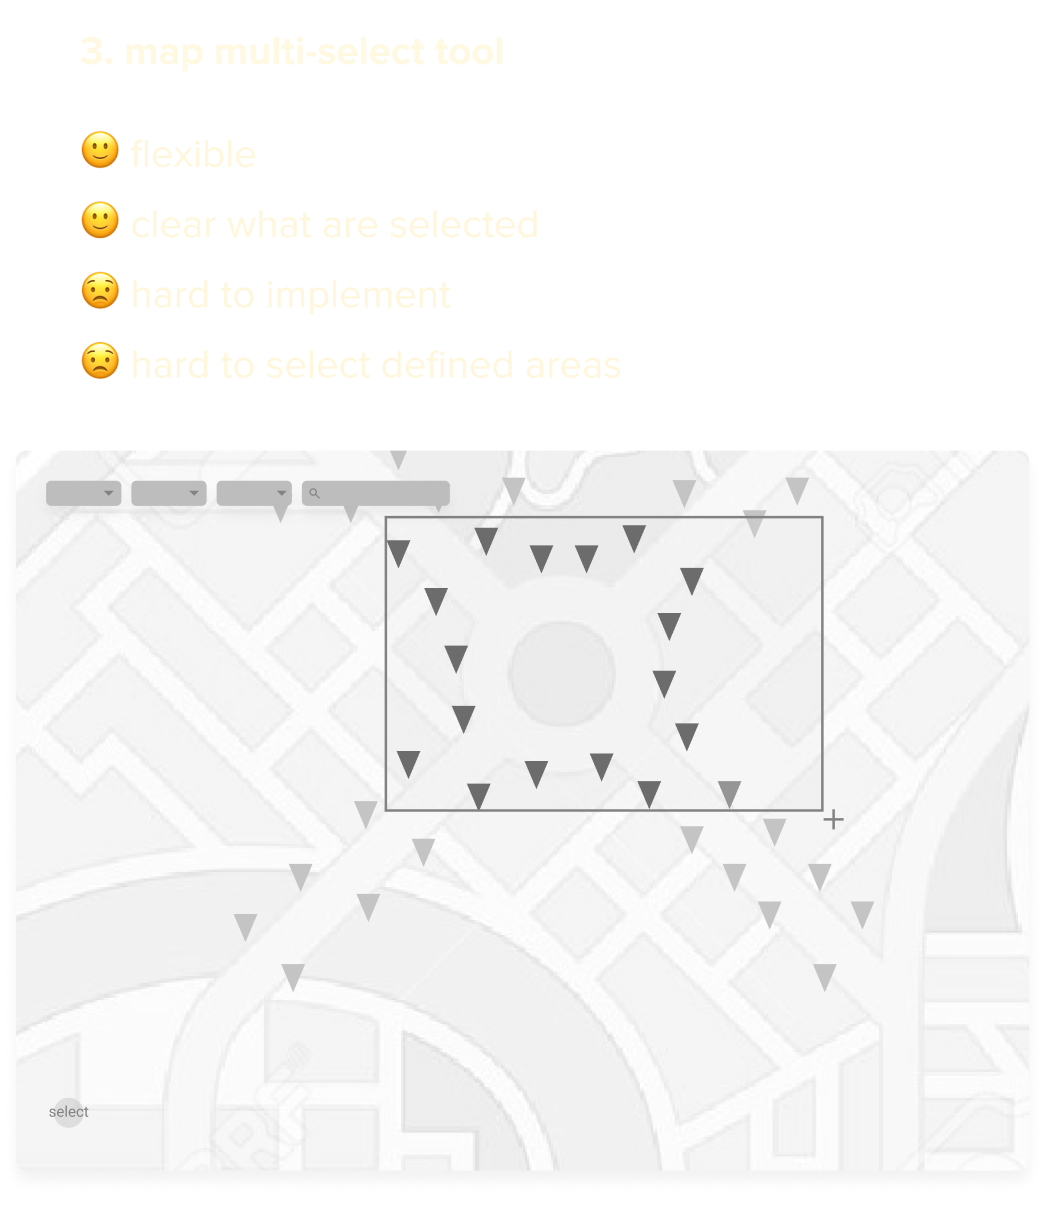 3. map multi-select tool
🙂 flexible
🙂 clear what are selected
😟 hard to implement
😟 hard to select defined areas
select